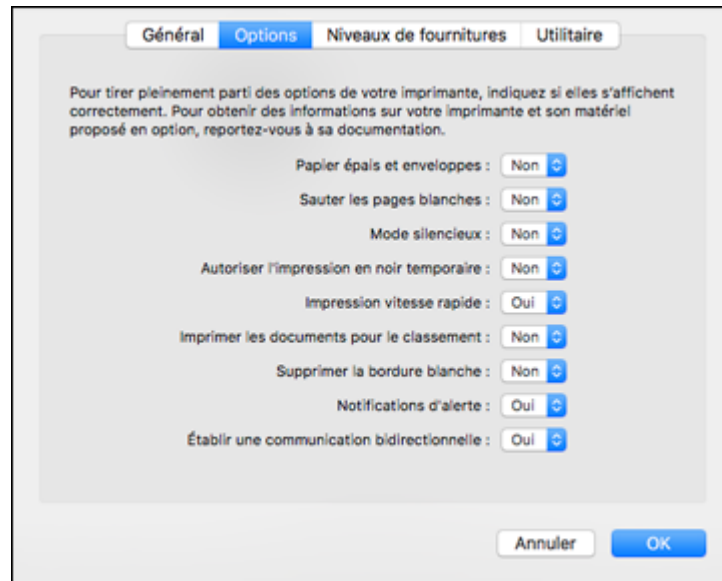 Général Options Niveaux de fournitures Utilitaire
Pour tirer pleinement parti des options de votre imprimante, indiquez si elles s'affichent
correctement. Pour obtenir des informations sur votre imprimante et son matériel
proposé en option, reportez-vous à sa documentation.
Papier épais et enveloppes : Non
Sauter les pages blanches : Non
Mode silencieux : Non
Autoriser l'impression en noir temporaire : Non
Impression vitesse rapide : Oui
Imprimer les documents pour le classement : Non
Supprimer la bordure blanche : Non
Notifications d'alerte : Oui
Établir une communication bidirectionnelle : Oui
Annuler OK